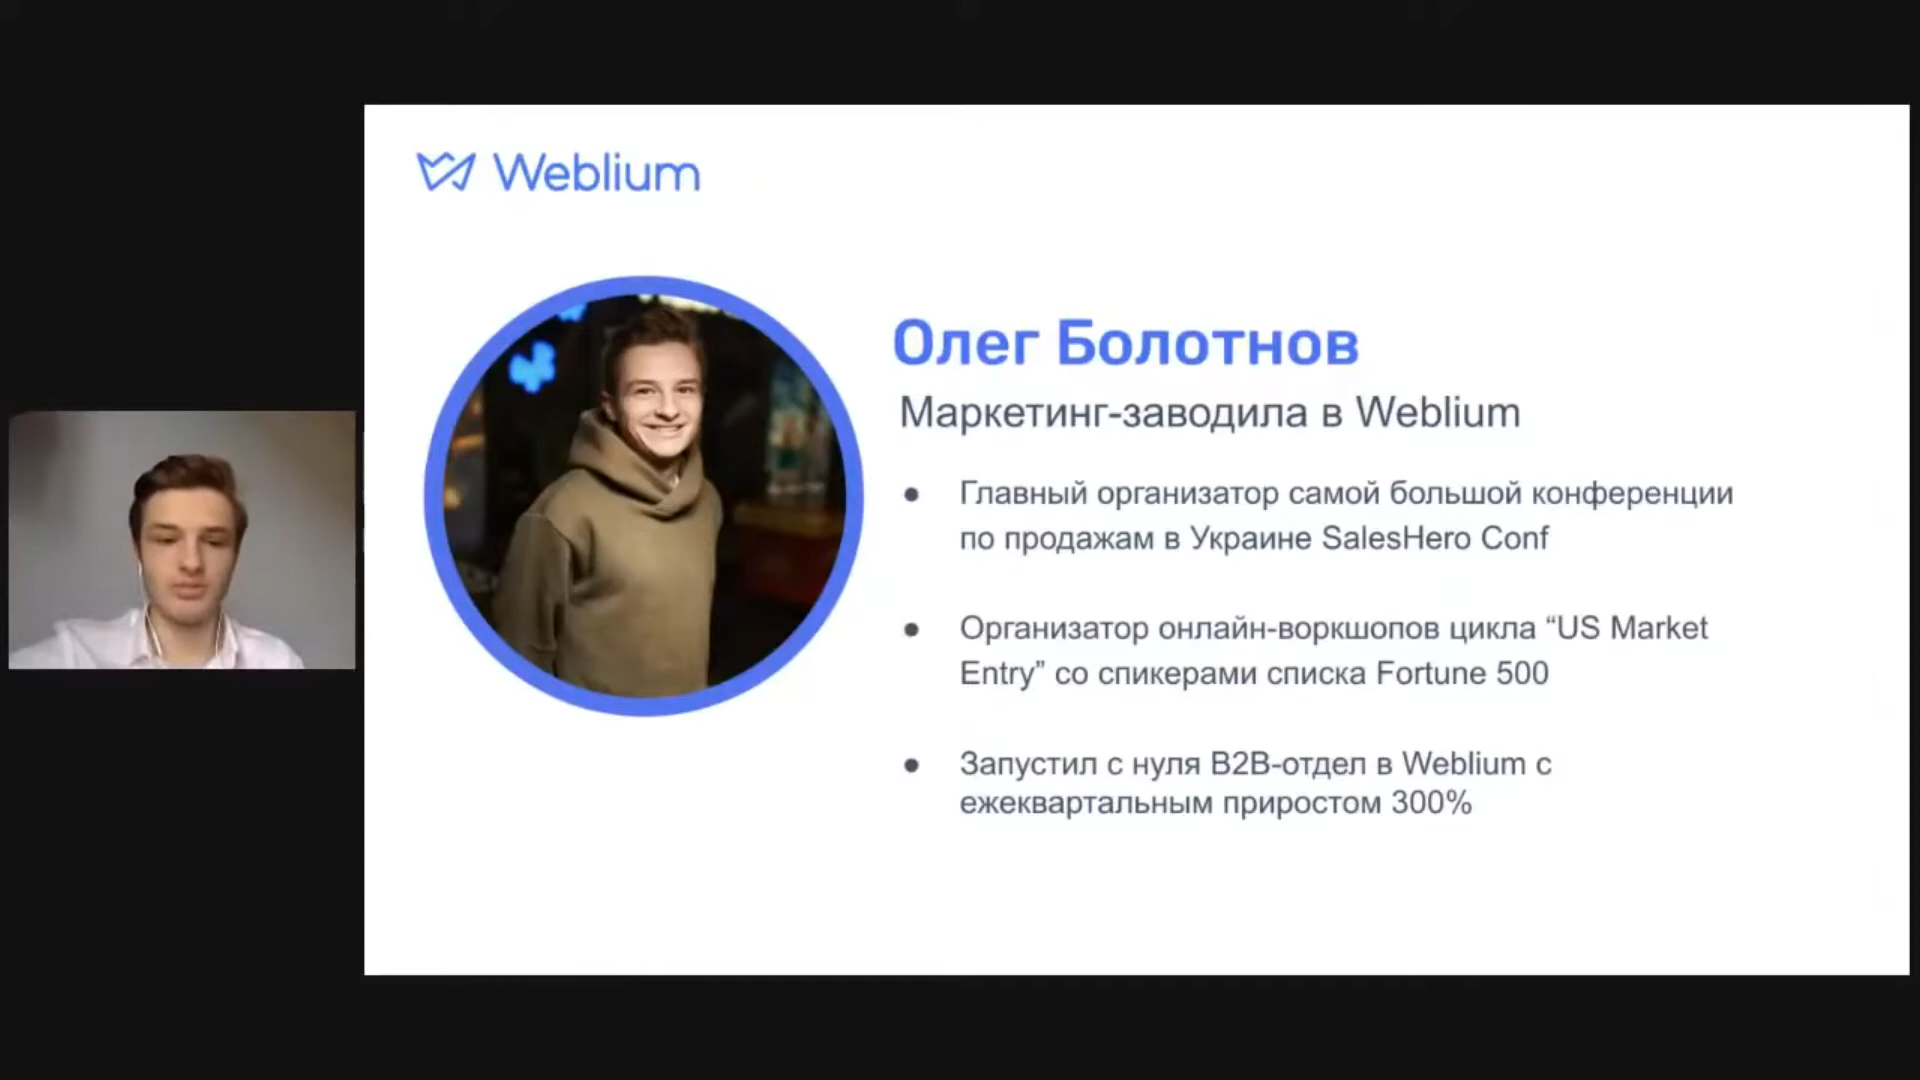 Weblium
Олег Болотнов
Маркетинг-заводила в Weblium
● Главный организатор самой большой конференции
по продажам в Украине SalesHero Conf
● Организатор онлайн-воркшопов цикла “US Market
Entry” со спикерами списка Fortune 500
● Запустил с нуля B2B-отдел в Weblium с
ежеквартальным приростом 300%